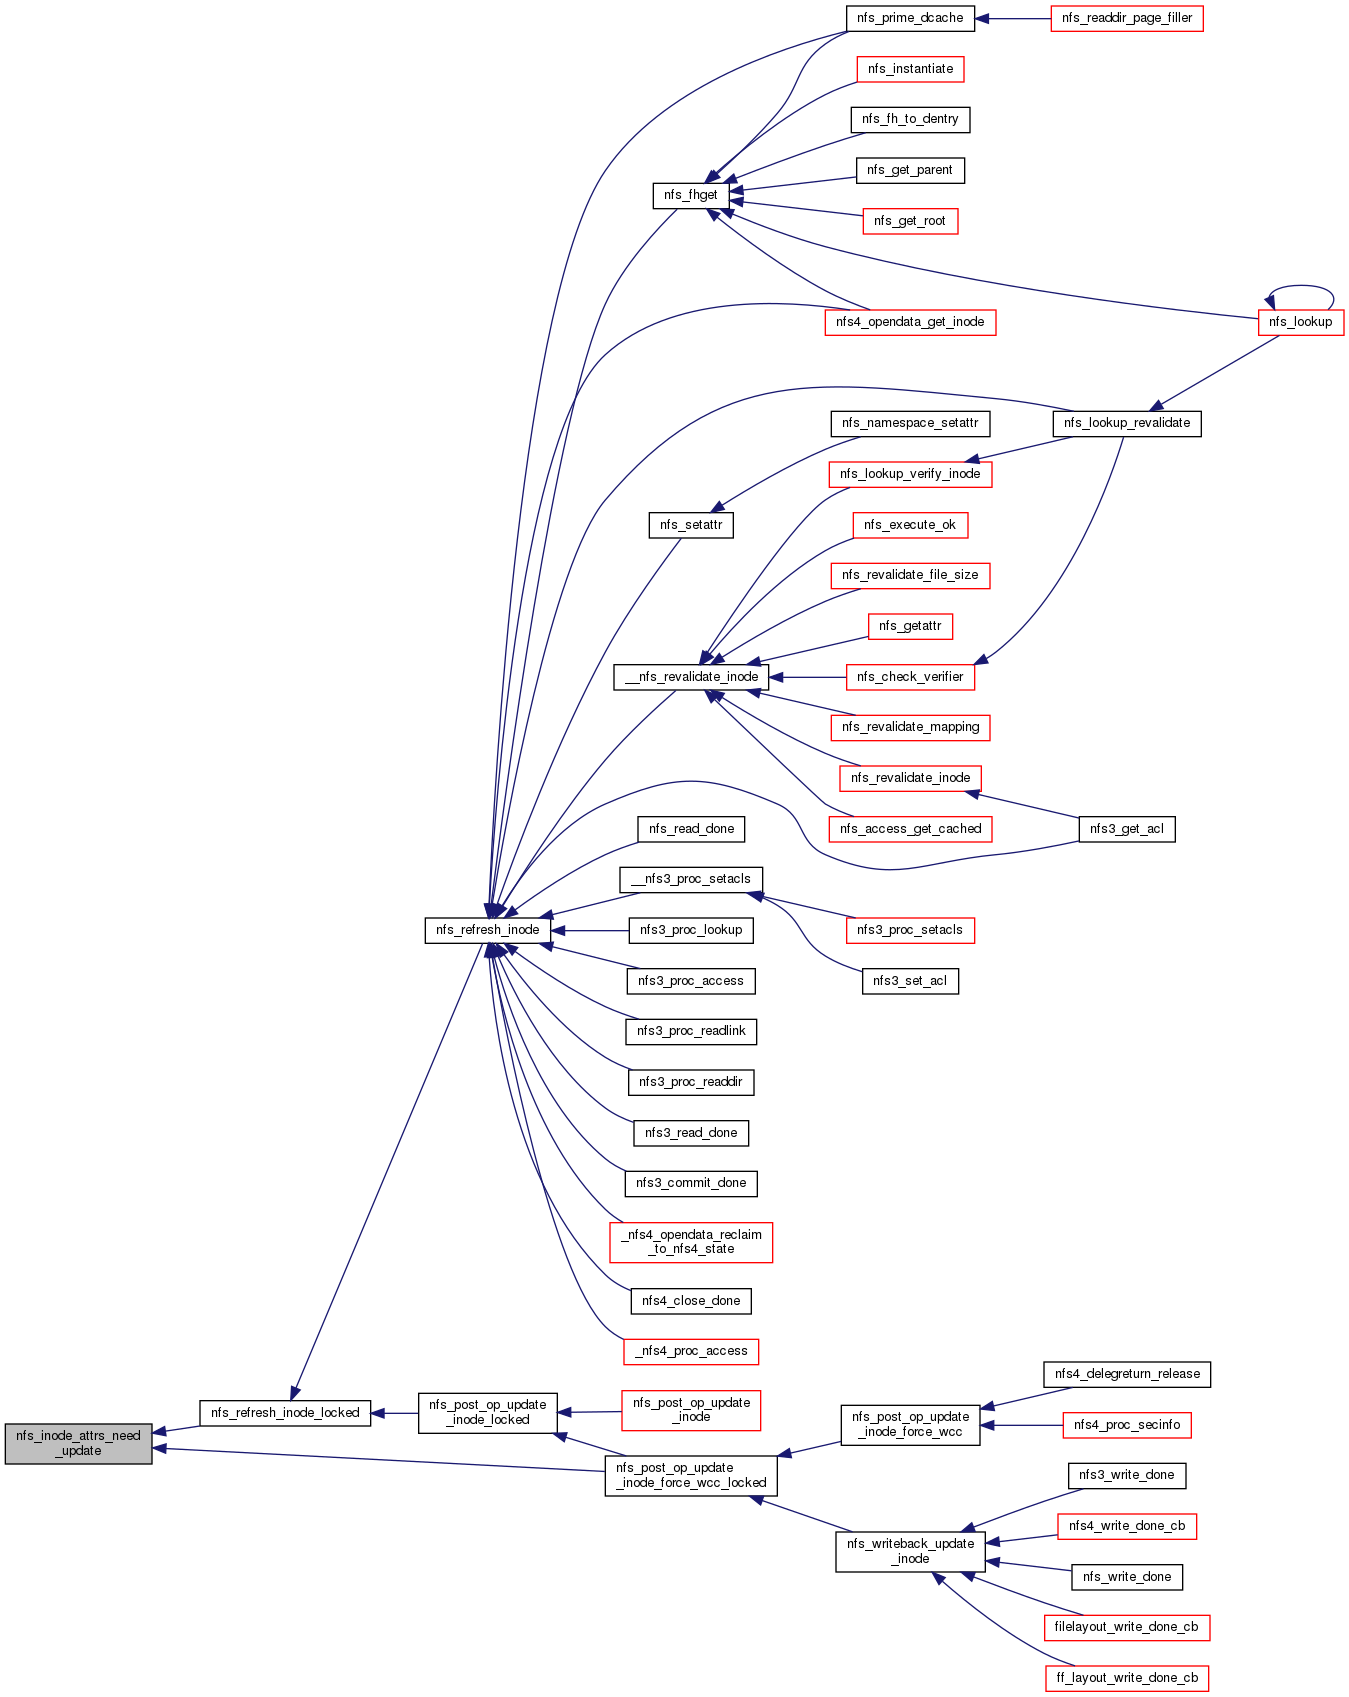 nfs_prime_dcache
nfs_readdir_page_filler
nfs_instantiate
nfs_fh_to_dentry
nfs_get_parent
nfs_fhget
nfs_get_root
nfs4_opendata_get_inode
nfs_lookup
nfs_namespace_setattr
nfs_lookup_revalidate
nfs_lookup_verify_inode
nfs_setattr
nfs_execute_ok
nfs_revalidate_file_size
nfs_getattr
__nfs_revalidate_inode
nfs_check_verifier
nfs_revalidate_mapping
nfs_revalidate_inode
nfs_read_done
nfs_access_get_cached
nfs3_get_acl
__nfs3_proc_setacls
nfs_refresh_inode
nfs3_proc_lookup
nfs3_proc_setacls
nfs3_proc_access
nfs3_set_acl
nfs3_proc_readlink
nfs3_proc_readdir
nfs3_read_done
nfs3_commit_done
_nfs4_opendata_reclaim
_to_nfs4_state
nfs4_close_done
_nfs4_proc_access
nfs4_delegreturn_release
nfs_refresh_inode_locked
nfs_post_op_update
_inode_locked
nfs_post_op_update
_inode
nfs_post_op_update
_inode_force_wcc
nfs4_proc_secinfo
nfs_inode_attrs_need
_update
nfs_post_op_update
_inode_force_wcc_locked
nfs3_write_done
nfs4_write_done_cb
nfs_writeback_update
_inode
nfs_write_done
filelayout_write_done_cb
ff_layout_write_done_cb